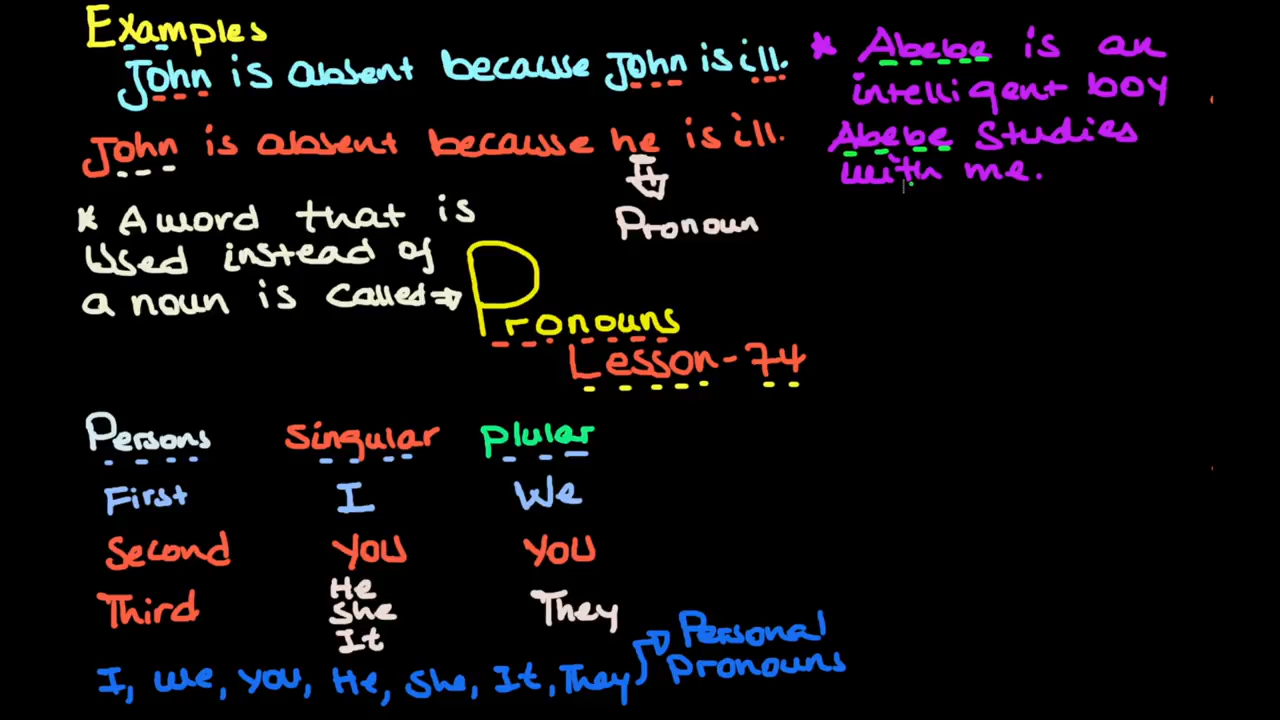 Examples
John is absent because John is ill.
John is absent because he is ill.
Pronoun
* A word that is
used instead of
a noun is called ⇒
Pronouns
Lesson - 74
* Abebe is an
intelligent boy
Abebe Studies
with me.
Persons Singular Plular
First I We
Second You You
Third He They
She
It
I, We, You, He, She, It, They
Personal
Pronouns